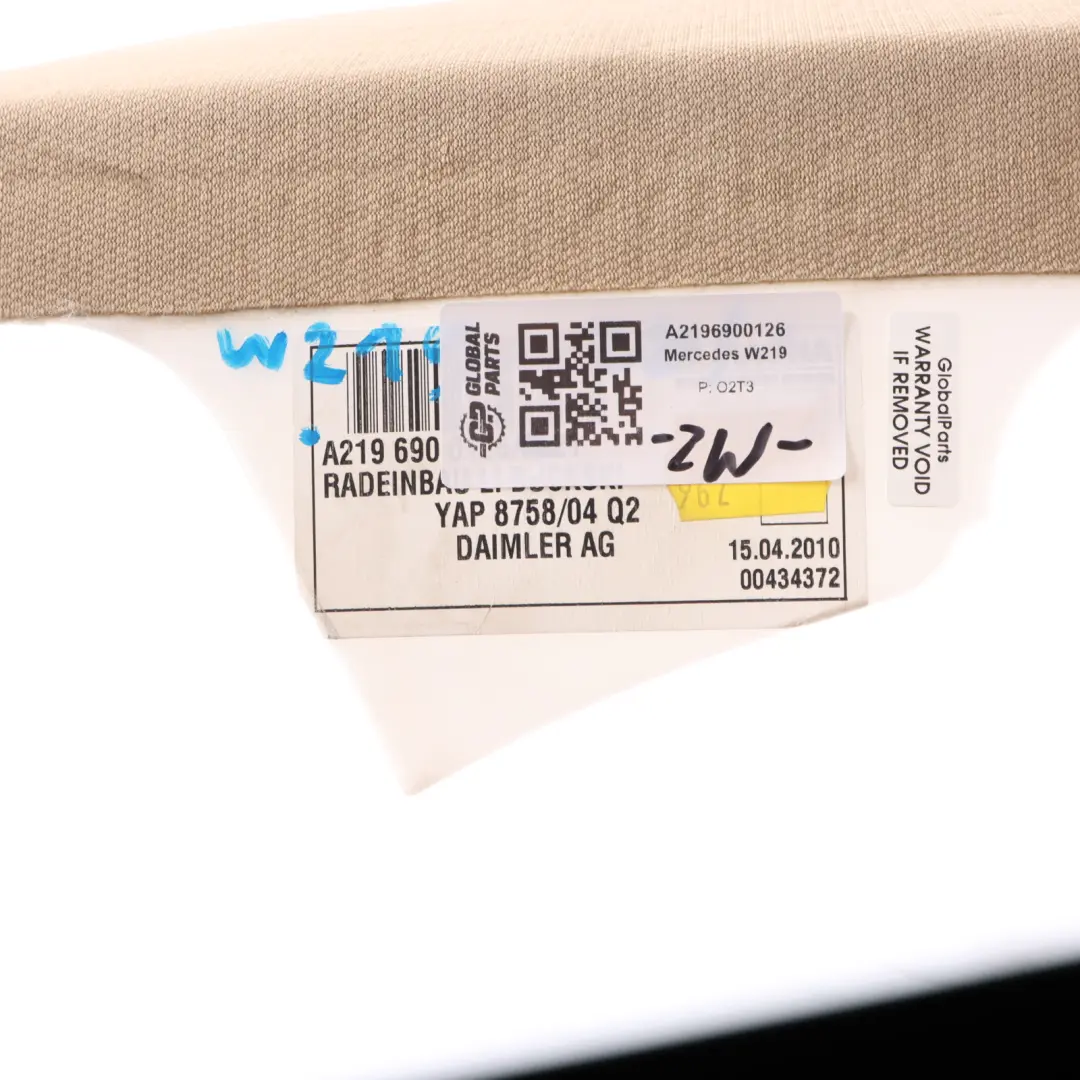 W219
GLOBAL
PARTS
A2196900126
Mercedes W219
P: O2T3
-ZW-
A219 690
YAP 8758/04 Q2
DAIMLER AG
15.04.2010
00434372
GlobalParts
WARRANTY VOID
IF REMOVED